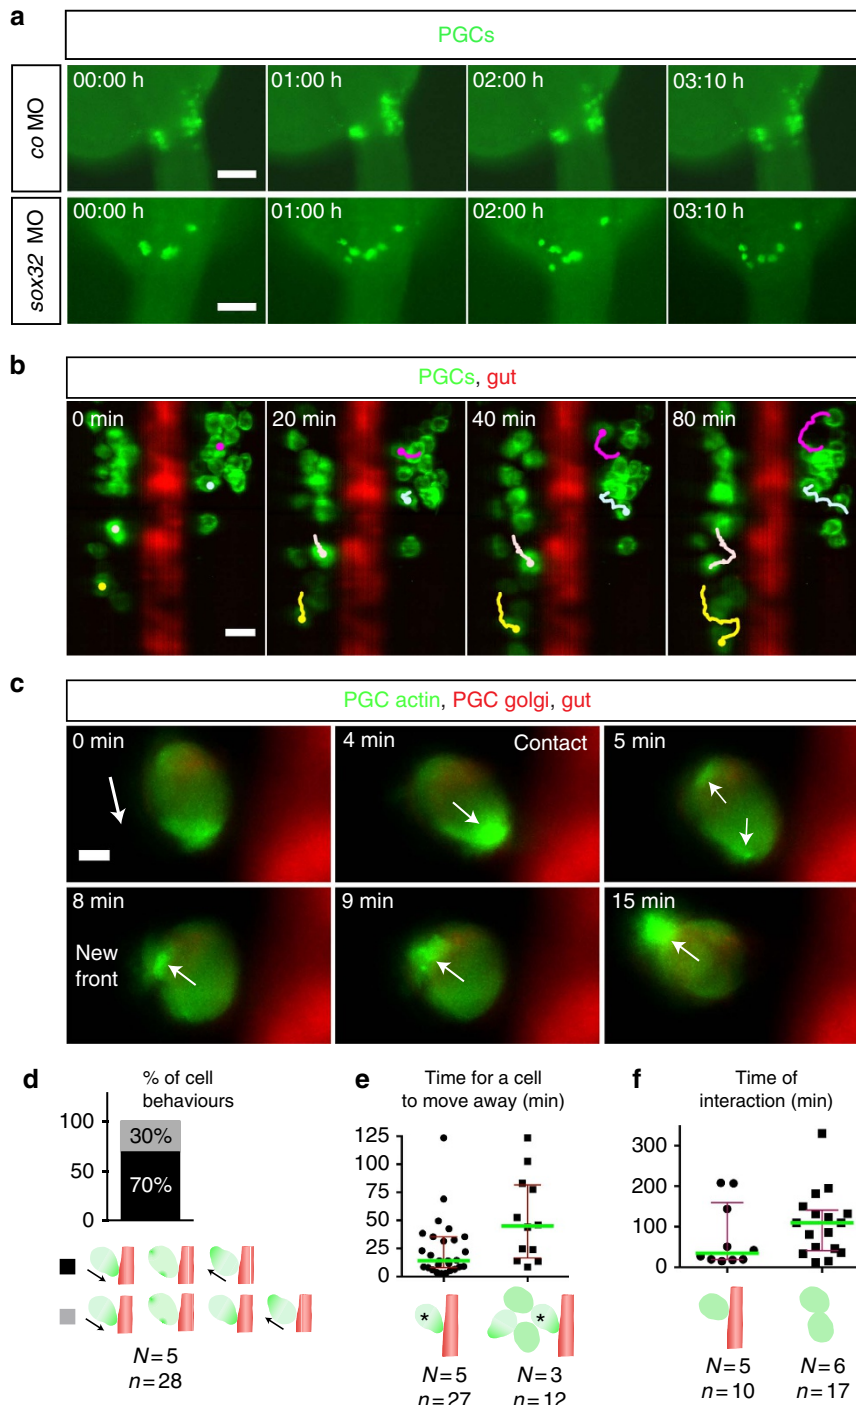 a
PGCs
co MO
00:00 h
01:00 h
02:00 h
03:10 h
sox32 MO
00:00 h
01:00 h
02:00 h
03:10 h
b
PGCs, gut
0 min
20 min
40 min
80 min
c
PGC actin, PGC golgi, gut
0 min
4 min
Contact
5 min
8 min
New
front
9 min
15 min
d
% of cell
behaviours
100
50
0
30%
70%
N=5
n=28
e
Time for a cell
to move away (min)
125
100
75
50
25
0
*
*
N=5
n=27
N=3
n=12
f
Time of
interaction (min)
300
200
100
0
N=5
n=10
N=6
n=17